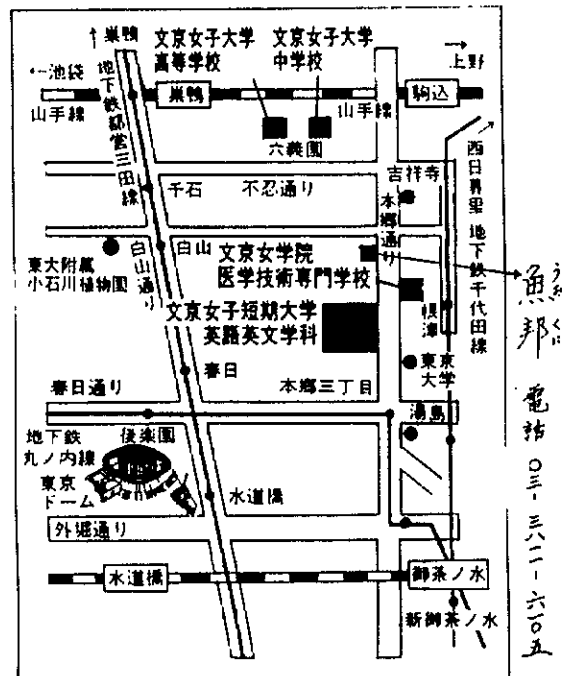 ↑巣鴨
文京女子大学
高等学校
文京女子大学
中学校
→上野
←池袋
山手線
巣鴨
山手線
駒込
地下鉄都営三田線
六義園
西日暮里
地下鉄千代田線
千石
不忍通り
吉祥寺
本郷通り
東大附属
小石川植物園
白山通り
白山
文京女学院
医学技術専門学校
根津
文京女子短期大学
英語英文学科
東京
大学
春日
春日通り
本郷三丁目
湯島
地下鉄
丸ノ内線
後楽園
東京
ドーム
水道橋
外堀通り
水道橋
御茶ノ水
新御茶ノ水
魚邦
電話 〇三-三八一一-六一〇五